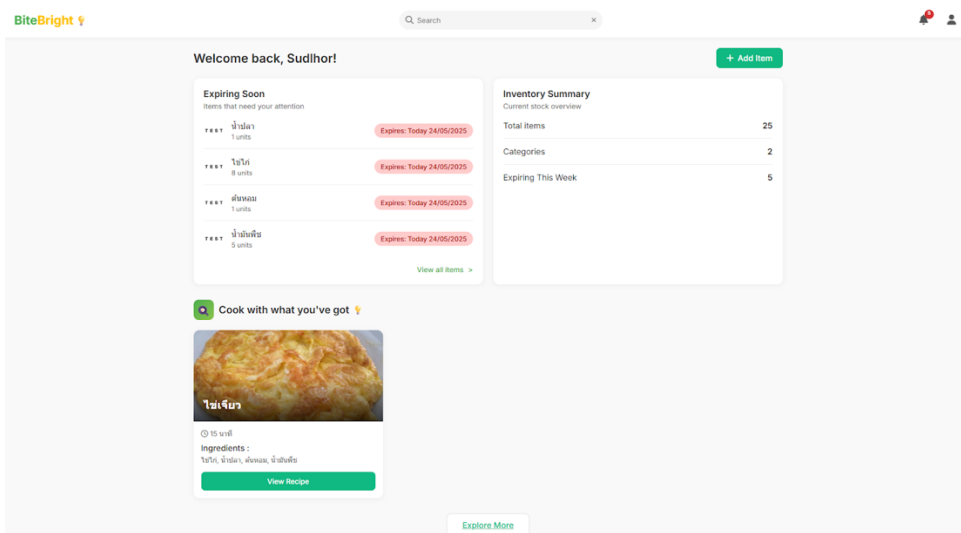 BiteBright
Search
5
Welcome back, Sudlhor!
+ Add Item
Expiring Soon
Items that need your attention
TEST
น้ำปลา
1 units
Expires: Today 24/05/2025
TEST
ไข่ไก่
8 units
Expires: Today 24/05/2025
TEST
ต้นหอม
1 units
Expires: Today 24/05/2025
TEST
น้ำมันพืช
5 units
Expires: Today 24/05/2025
View all items >
Inventory Summary
Current stock overview
Total items 25
Categories 2
Expiring This Week 5
Cook with what you've got
ไข่เจียว
15 นาที
Ingredients :
ไข่ไก่, น้ำปลา, ต้นหอม, น้ำมันพืช
View Recipe
Explore More